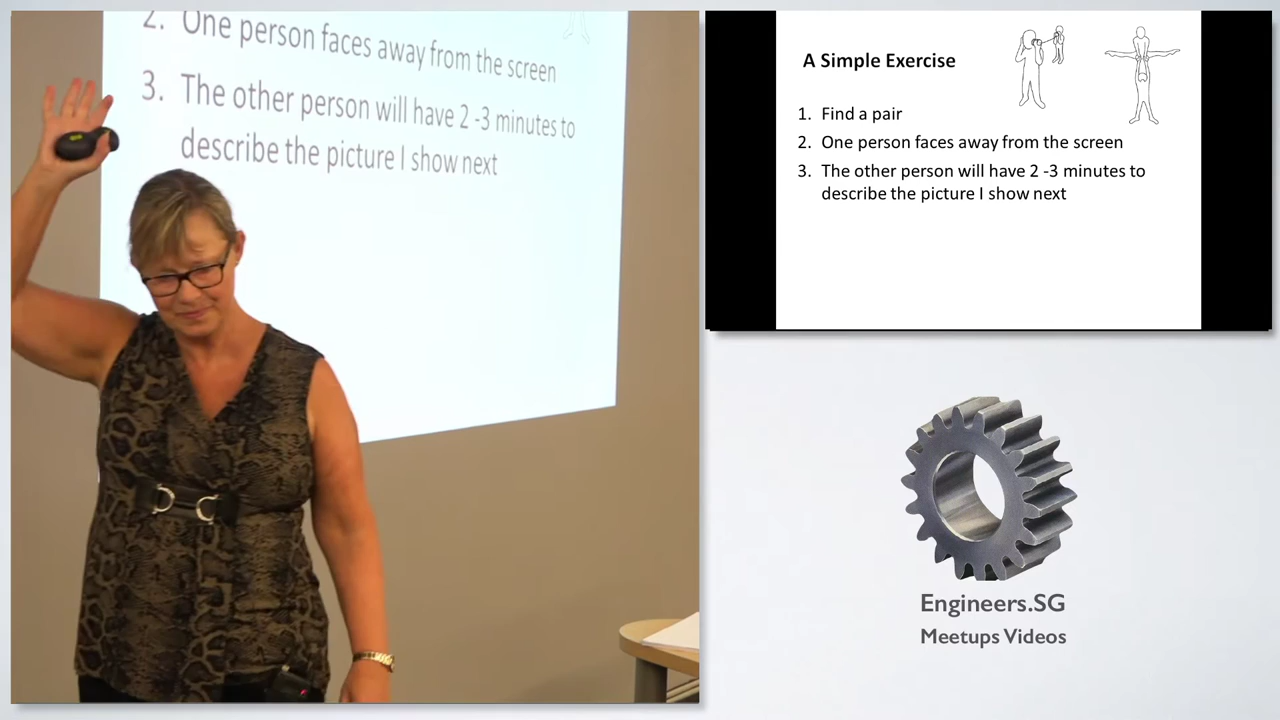 2. One person faces away from the screen
3. The other person will have 2 -3 minutes to
describe the picture I show next
A Simple Exercise
1. Find a pair
2. One person faces away from the screen
3. The other person will have 2 -3 minutes to
describe the picture I show next
Engineers.SG
Meetups Videos